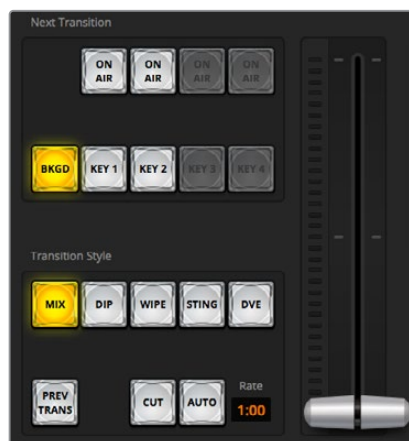 Next Transition
ON AIR ON AIR ON AIR ON AIR
BKGD KEY 1 KEY 2 KEY 3 KEY 4
Transition Style
MIX DIP WIPE STING DVE
Rate
PREV TRANS CUT AUTO 1:00